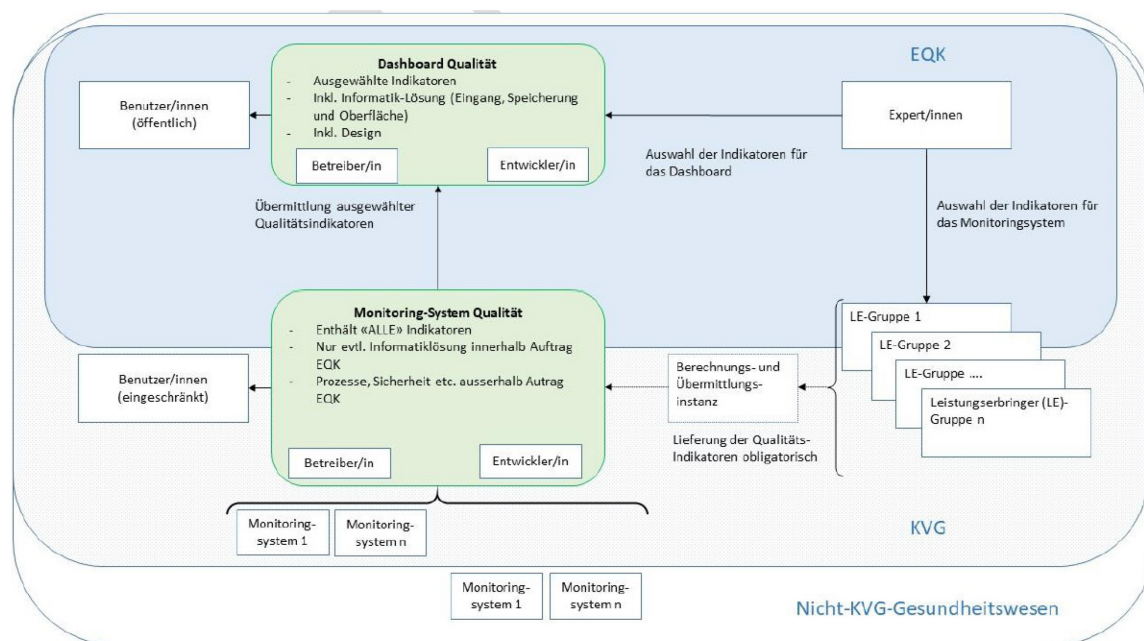 EQK
Dashboard Qualität
- Ausgewählte Indikatoren
- Inkl. Informatik-Lösung (Eingang, Speicherung
und Oberfläche)
- Inkl. Design
Betreiber/in
Entwickler/in
Benutzer/innen
(öffentlich)
Expert/innen
Auswahl der Indikatoren für
das Dashboard
Übermittlung ausgewählter
Qualitätsindikatoren
Auswahl der Indikatoren für
das Monitoringsystem
Monitoring-System Qualität
- Enthält «ALLE» Indikatoren
- Nur evtl. Informatiklösung innerhalb Auftrag
EQK
- Prozesse, Sicherheit etc. ausserhalb Autrag
EQK
Betreiber/in
Entwickler/in
Benutzer/innen
(eingeschränkt)
Berechnungs- und
Übermittlungs-
instanz
Lieferung der Qualitäts-
Indikatoren obligatorisch
LE-Gruppe 1
LE-Gruppe 2
LE-Gruppe ....
Leistungserbringer (LE)-
Gruppe n
Monitoring-
system 1
Monitoring-
system n
KVG
Monitoring-
system 1
Monitoring-
system n
Nicht-KVG-Gesundheitswesen